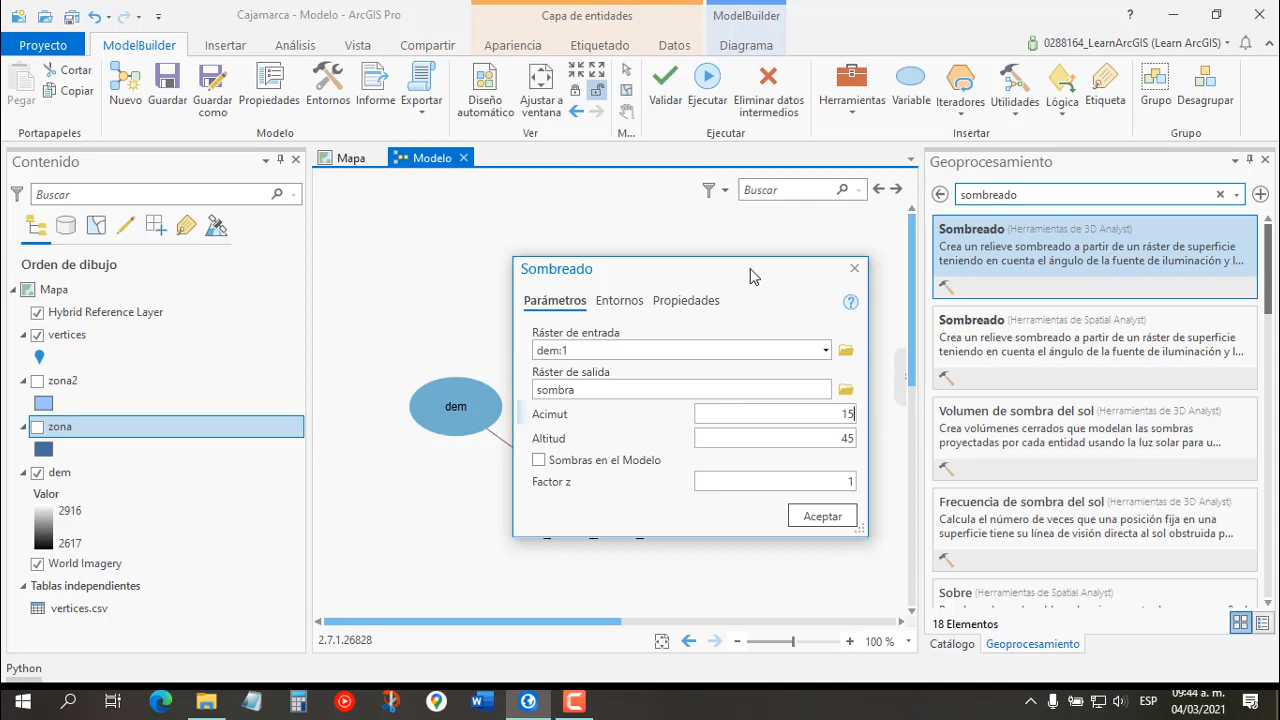 Cajamarca - Modelo - ArcGIS Pro
Capa de entidades
ModelBuilder
?
0288164_LearnArcGIS (Learn ArcGIS)
Proyecto
ModelBuilder
Insertar
Análisis
Vista
Compartir
Apariencia
Etiquetado
Datos
Diagrama
Pegar
Cortar
Copiar
Portapapeles
Nuevo
Guardar
Guardar como
Propiedades
Entornos
Informe
Exportar
Modelo
Diseño automático
Ajustar a ventana
Ver
M...
Validar
Ejecutar
Eliminar datos intermedios
Ejecutar
Herramientas
Variable
Iteradores
Utilidades
Lógica
Etiqueta
Insertar
Grupo
Desagrupar
Grupo
Contenido
Buscar
Orden de dibujo
Mapa
Hybrid Reference Layer
vertices
zona2
zona
dem
Valor
2916
2617
World Imagery
Tablas independientes
vertices.csv
Mapa
Modelo
Buscar
dem
Sombreado
Parámetros
Entornos
Propiedades
?
Ráster de entrada
dem:1
Ráster de salida
sombra
Acimut 15
Altitud 45
Sombras en el Modelo
Factor z 1
Aceptar
2.7.1.26828
100 %
Geoprocesamiento
sombreado
Sombreado (Herramientas de 3D Analyst)
Crea un relieve sombreado a partir de un ráster de superficie
teniendo en cuenta el ángulo de la fuente de iluminación y l...
Sombreado (Herramientas de Spatial Analyst)
Crea un relieve sombreado a partir de un ráster de superficie
teniendo en cuenta el ángulo de la fuente de iluminación y l...
Volumen de sombra del sol (Herramientas de 3D Analyst)
Crea volúmenes cerrados que modelan las sombras
proyectadas por cada entidad usando la luz solar para u...
Frecuencia de sombra del sol (Herramientas de 3D Analyst)
Calcula el número de veces que una posición fija en una
superficie tiene su línea de visión directa al sol obstruida p...
Sobre (Herramientas de Spatial Analyst)
18 Elementos
Catálogo
Geoprocesamiento
Python
ESP
09:44 a. m.
04/03/2021